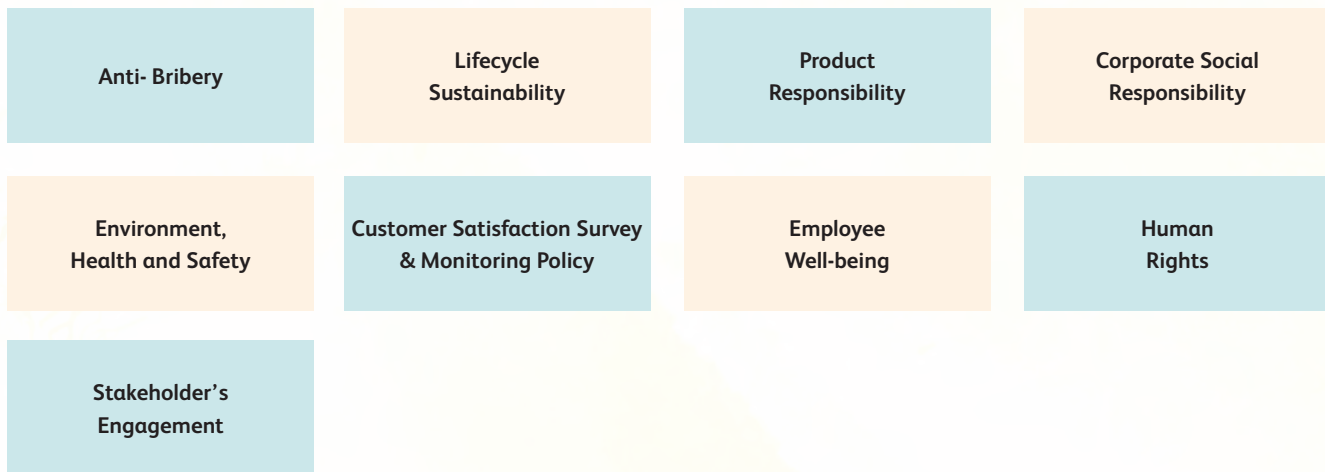 Anti- Bribery
Lifecycle
Sustainability
Product
Responsibility
Corporate Social
Responsibility
Environment,
Health and Safety
Customer Satisfaction Survey
& Monitoring Policy
Employee
Well-being
Human
Rights
Stakeholder’s
Engagement